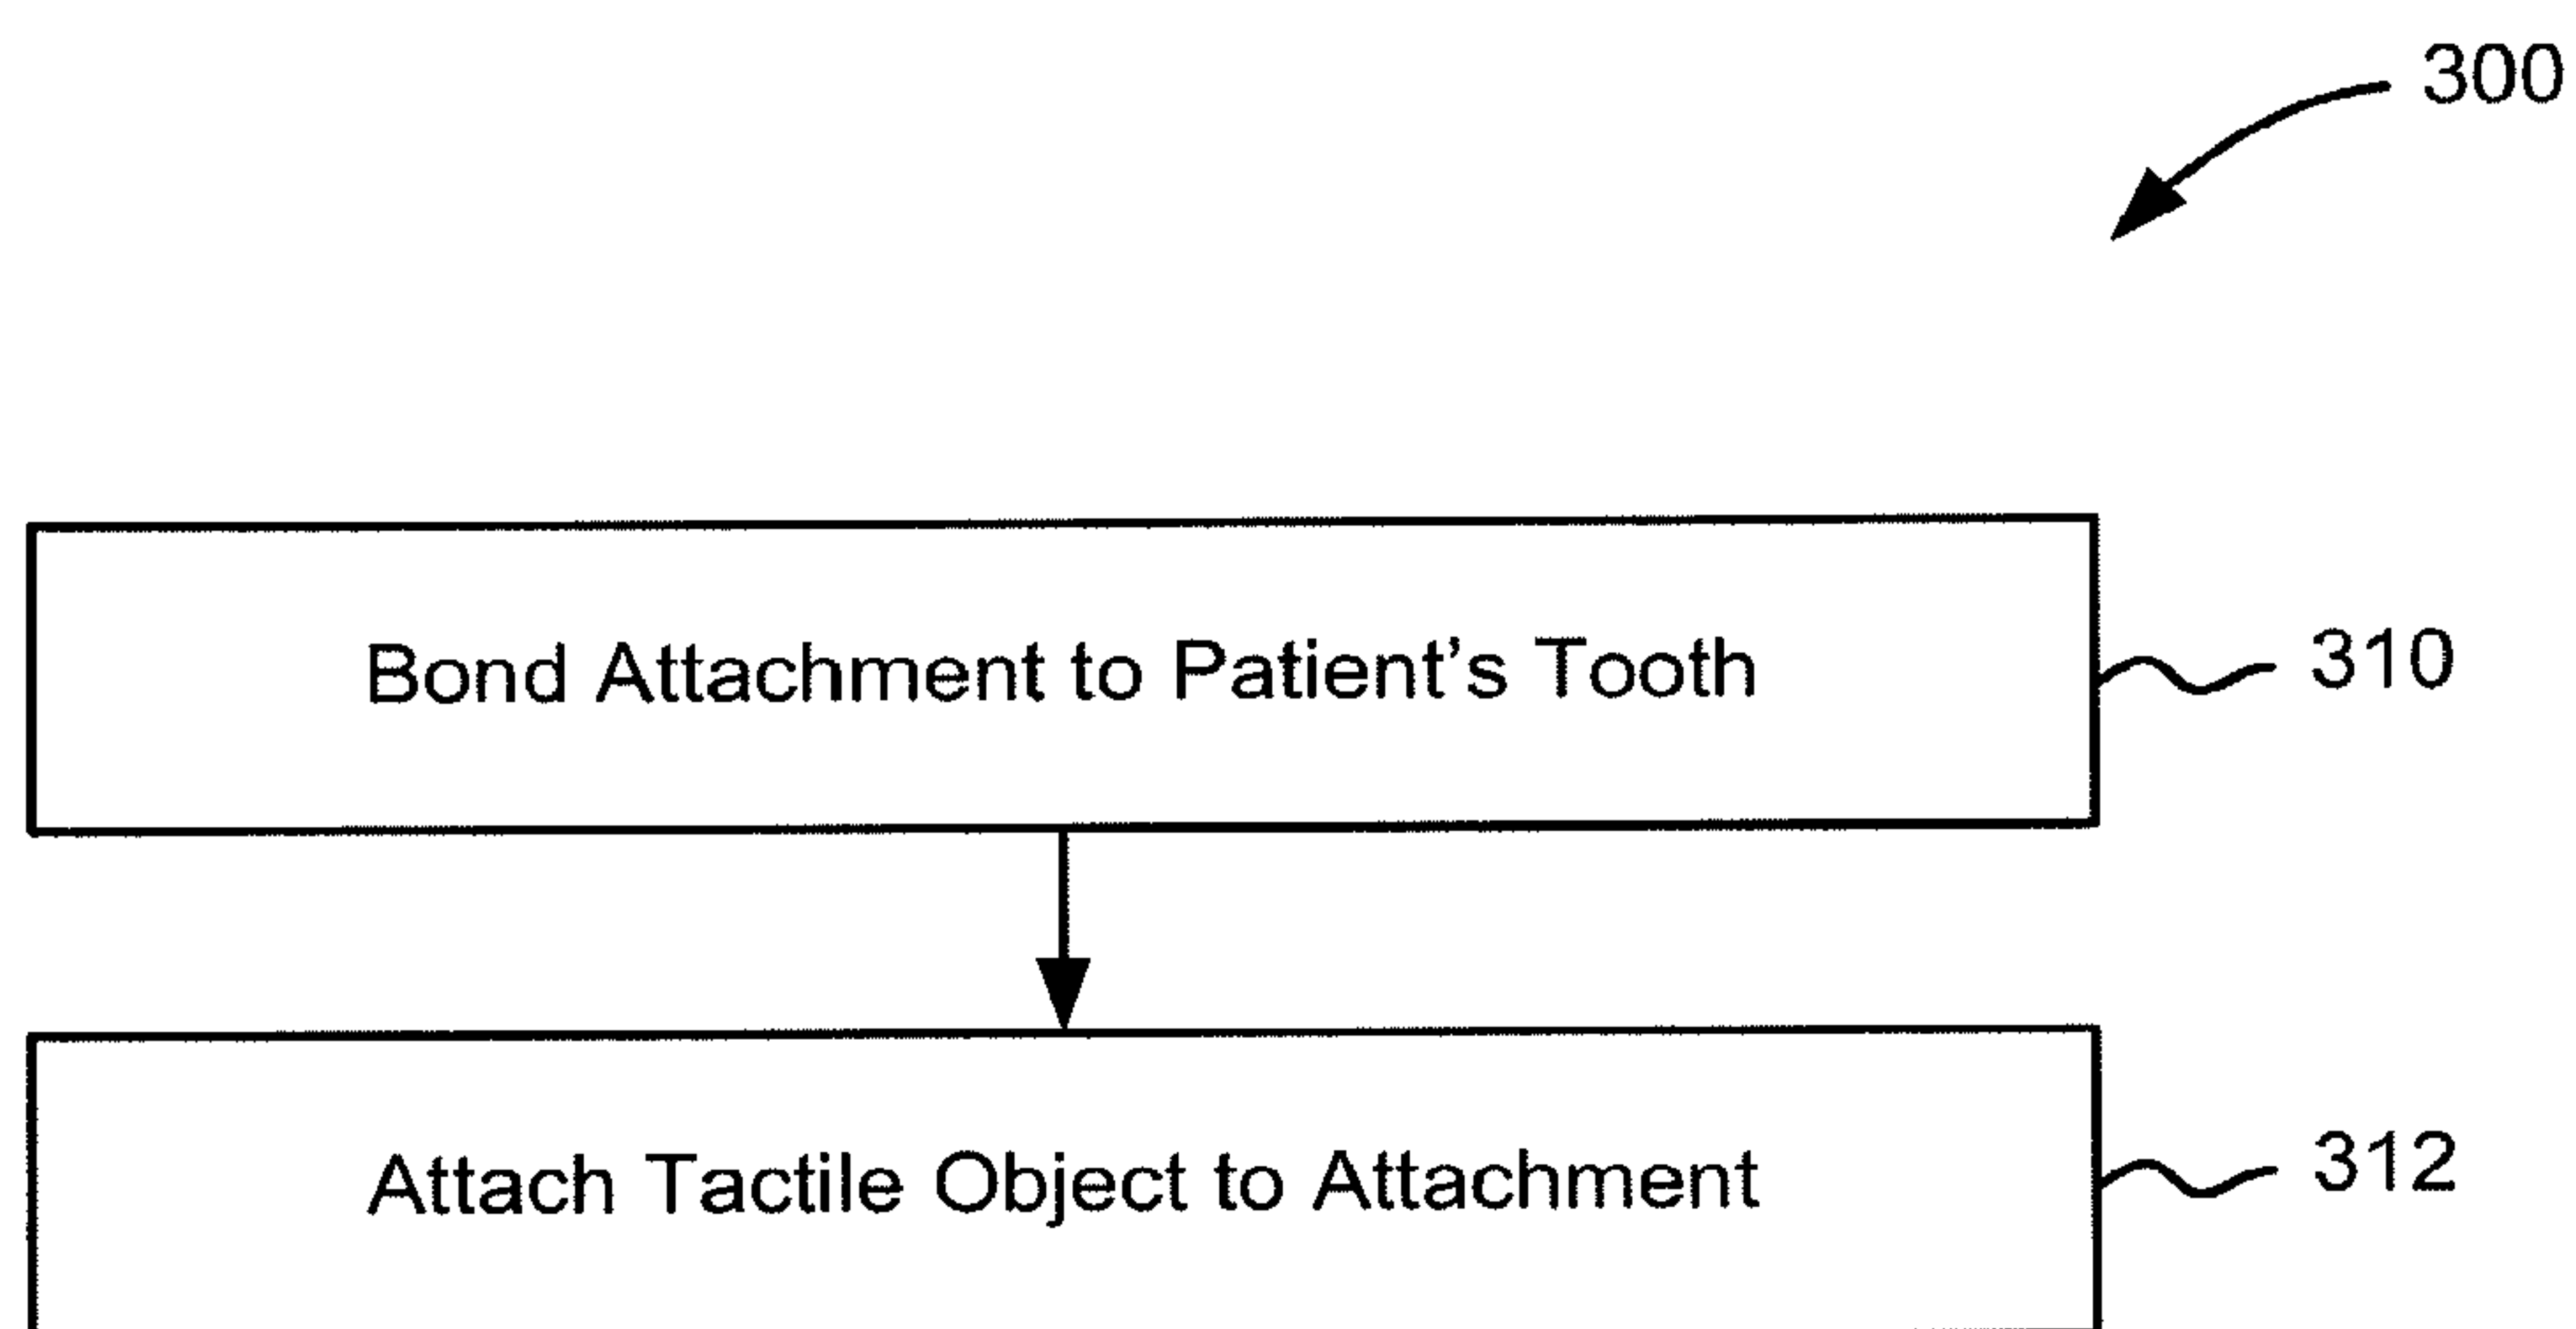 300
Bond Attachment to Patient’s Tooth
310
Attach Tactile Object to Attachment
312